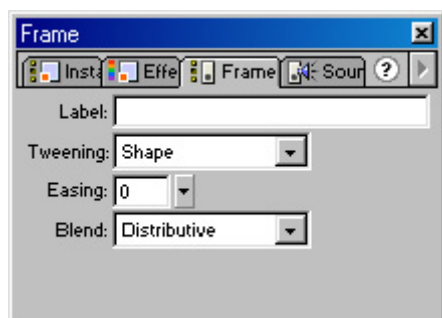 Frame
Insta Effe Frame Sour ?
Label:
Tweening: Shape
Easing: 0
Blend: Distributive